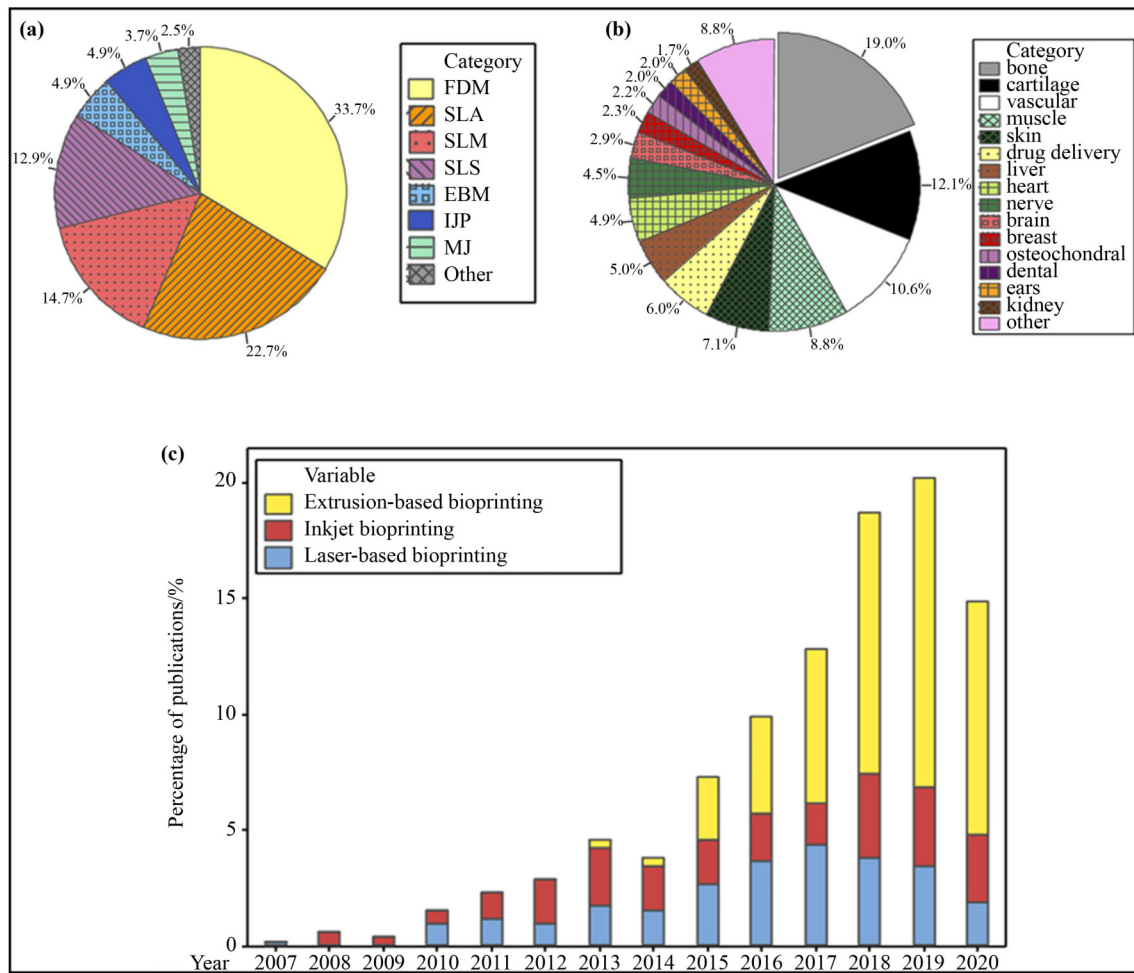 (a)
2.5%
3.7%
4.9%
4.9%
12.9%
14.7%
22.7%
33.7%
Category
FDM
SLA
SLM
SLS
EBM
IJP
MJ
Other
(b)
8.8%
1.7%
2.0%
2.0%
2.2%
2.3%
2.9%
4.5%
4.9%
5.0%
6.0%
7.1%
8.8%
10.6%
12.1%
19.0%
Category
bone
cartilage
vascular
muscle
skin
drug delivery
liver
heart
nerye
brain
breast
osteochondral
dental
ears
kidney
other
(c)
Variable
Extrusion-based bioprinting
Inkjet bioprinting
Laser-based bioprinting
Percentage of publications/%
20
15
10
5
0
Year 2007 2008 2009 2010 2011 2012 2013 2014 2015 2016 2017 2018 2019 2020